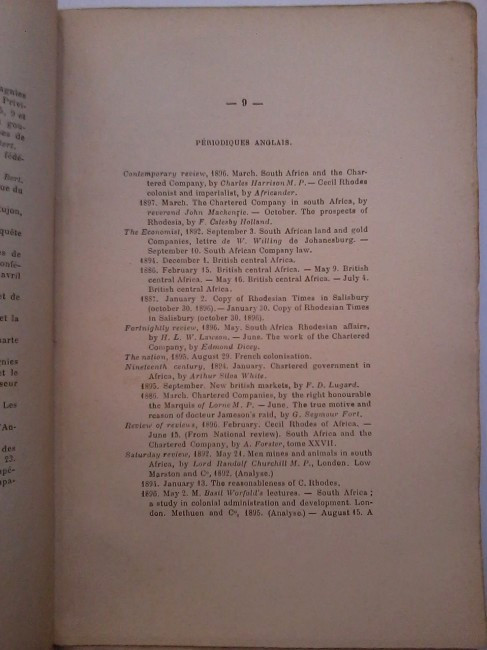 — 9 —
PÉRIODIQUES ANGLAIS.
Contemporary review, 1896. March. South Africa and the Char-
tered Company, by Charles Harrison M. P. — Cecil Rhodes
colonist and imperialist, by Africander.
1897. March. The Chartered Company in south Africa, by
reverend John Mackenzie. — October. The prospects of
Rhodesia, by F. Catesby Holland.
The Economist, 1892. September 3. South African land and gold
Companies, lettre de W. Willing de Johanesburg. —
September 10. South African Company law.
1894. December 1. British central Africa.
1896. February 15. British central Africa. — May 9. British
central Africa. — May 16. British central Africa. — July 4.
British central Africa.
1897. January 2. Copy of Rhodesian Times in Salisbury
(october 30, 1896). — January 30. Copy of Rhodesian Times
in Salisbury (october 30, 1896).
Fortnightly review, 1896. May. South Africa Rhodesian affairs,
by H. L. W. Lawson. — June. The work of the Chartered
Company, by Edmond Dicey.
The nation, 1895. August 29. French colonisation.
Nineteenth century, 1894. January. Chartered government in
Africa, by Arthur Silva White.
1895. September. New british markets, by F. D. Lugard.
1896. March. Chartered Companies, by the right honourable
the Marquis of Lorne M. P. — June. The true motive and
reason of docteur Jameson's raid, by G. Seymour Fort.
Review of reviews, 1896. February. Cecil Rhodes of Africa. —
June 15. (From National review). South Africa and the
Chartered Company, by A. Forster, tome XXVII.
Saturday review, 1892. May 21. Men mines and animals in south
Africa, by Lord Randolf Churchill M. P., London. Low
Marston and Co, 1892. (Analyse.)
1894. January 13. The reasonableness of C. Rhodes.
1896. May 2. M. Basil Worfold's lectures. — South Africa ;
a study in colonial administration and development. Lon-
don. Methuen and Co, 1895. (Analyse.) — August 15. A